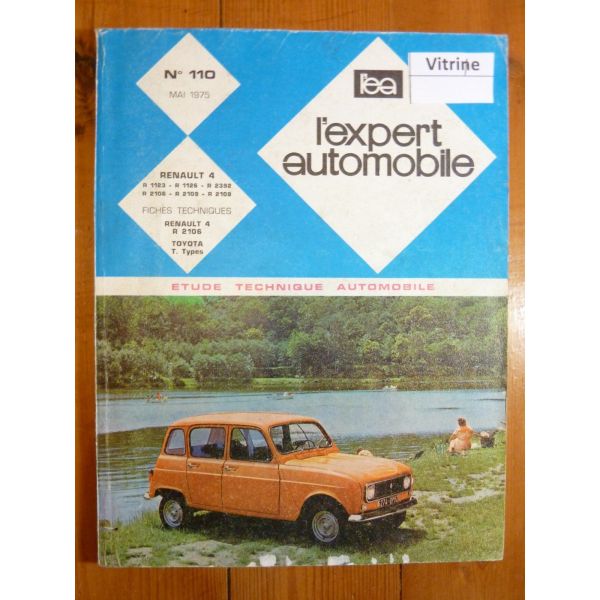 N° 110
MAI 1975
l'ea
Vitrine
l'expert
automobile
RENAULT 4
R 1123 - R 1126 - R 2392
R 2106 - R 2109 - R 2108
FICHES TECHNIQUES
RENAULT 4
R 2106
TOYOTA
T. Types
ETUDE TECHNIQUE AUTOMOBILE